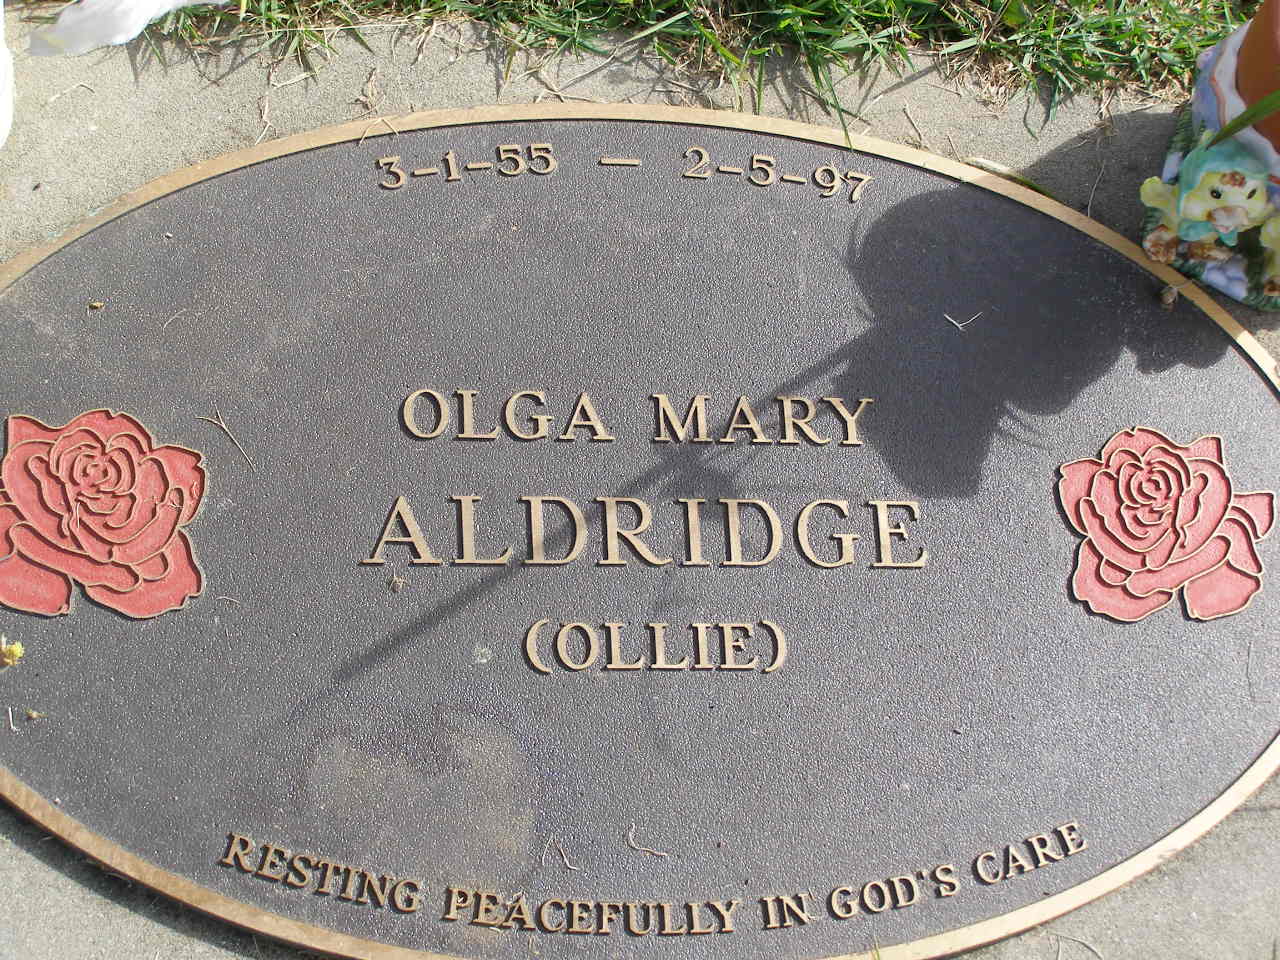 3-1-55 — 2-5-97
OLGA MARY
ALDRIDGE
(OLLIE)
RESTING PEACEFULLY IN GOD'S CARE